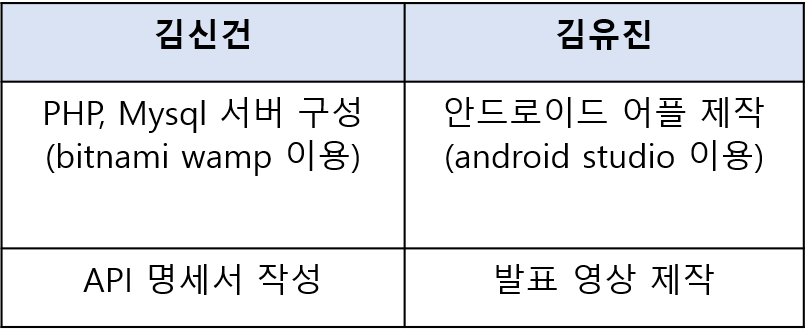 김신건
김유진
PHP, Mysql 서버 구성
(bitnami wamp 이용)
안드로이드 어플 제작
(android studio 이용)
API 명세서 작성
발표 영상 제작